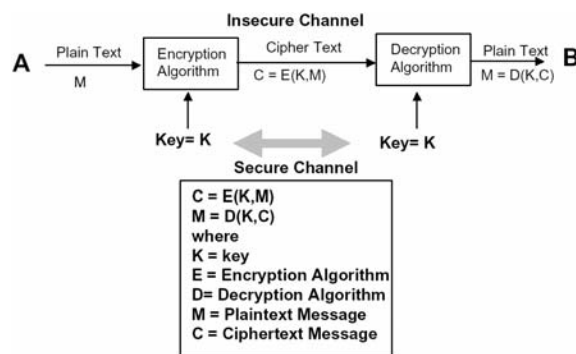 Insecure Channel
A
Plain Text
M
Encryption
Algorithm
Cipher Text
C = E(K,M)
Decryption
Algorithm
Plain Text
M = D(K,C)
B
Key= K
Key= K
Secure Channel
C = E(K,M)
M = D(K,C)
where
K = key
E = Encryption Algorithm
D= Decryption Algorithm
M = Plaintext Message
C = Ciphertext Message